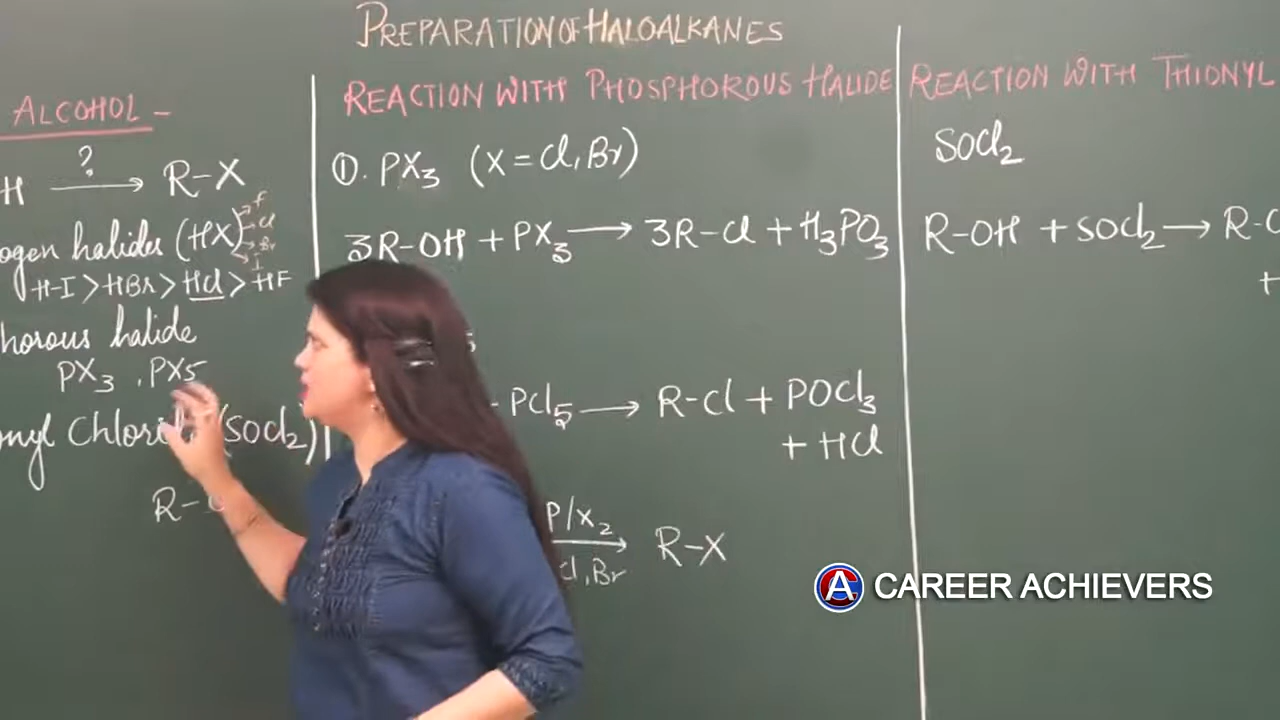 PREPARATION OF HALOALKANES
ALCOHOL -
?
H ⟶ R-X
ogen halides (HX)
F
Cl
Br
I
H-I > HBr > HCl > HF
horous halide
PX3 , PX5
nyl Chloride (SOCl2)
R-
REACTION WITH PHOSPHOROUS HALIDE
①. PX3 (X = Cl, Br)
3R-OH + PX3 ⟶ 3R-Cl + H3PO3
PCl5 ⟶ R-Cl + POCl3
+ HCl
P/X2
⟶ R-X
Cl, Br
REACTION WITH THIONYL
SOCl2
R-OH + SOCl2 ⟶ R-C
+
CAREER ACHIEVERS